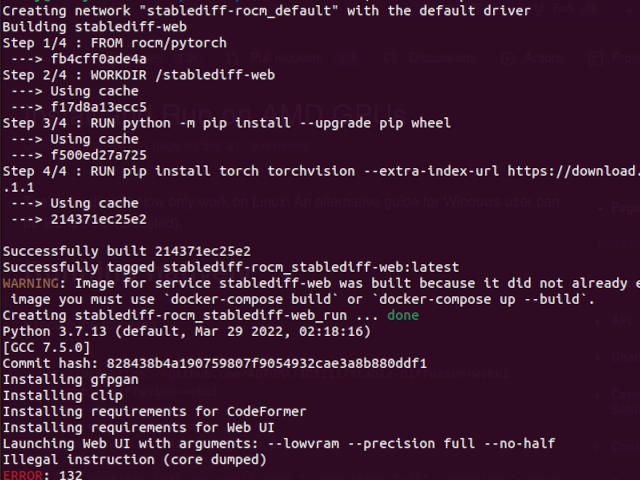 Creating network "stablediff-rocm_default" with the default driver
Building stablediff-web
Step 1/4 : FROM rocm/pytorch
 ---> fb4cff0ade4a
Step 2/4 : WORKDIR /stablediff-web
 ---> Using cache
 ---> f17d8a13ecc5
Step 3/4 : RUN python -m pip install --upgrade pip wheel
 ---> Using cache
 ---> f500ed27a725
Step 4/4 : RUN pip install torch torchvision --extra-index-url https://download.
.1.1
 ---> Using cache
 ---> 214371ec25e2

Successfully built 214371ec25e2
Successfully tagged stablediff-rocm_stablediff-web:latest
WARNING: Image for service stablediff-web was built because it did not already e
 image you must use `docker-compose build` or `docker-compose up --build`.
Creating stablediff-rocm_stablediff-web_run ... done
Python 3.7.13 (default, Mar 29 2022, 02:18:16)
[GCC 7.5.0]
Commit hash: 828438b4a190759807f9054932cae3a8b880ddf1
Installing gfpgan
Installing clip
Installing requirements for CodeFormer
Installing requirements for Web UI
Launching Web UI with arguments: --lowvram --precision full --no-half
Illegal instruction (core dumped)
ERROR: 132